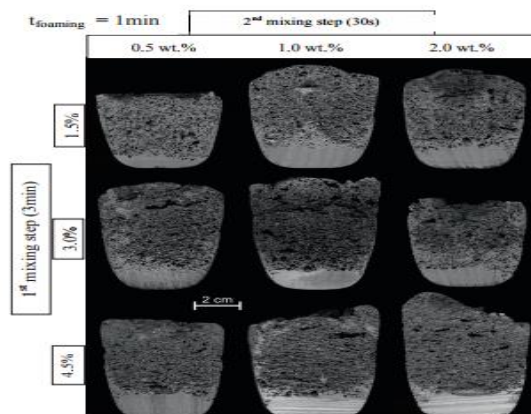 t_foaming = 1min
2nd mixing step (30s)
0.5 wt.%
1.0 wt.%
2.0 wt.%
1st mixing step (3min)
1.5%
3.0%
4.5%
2 cm